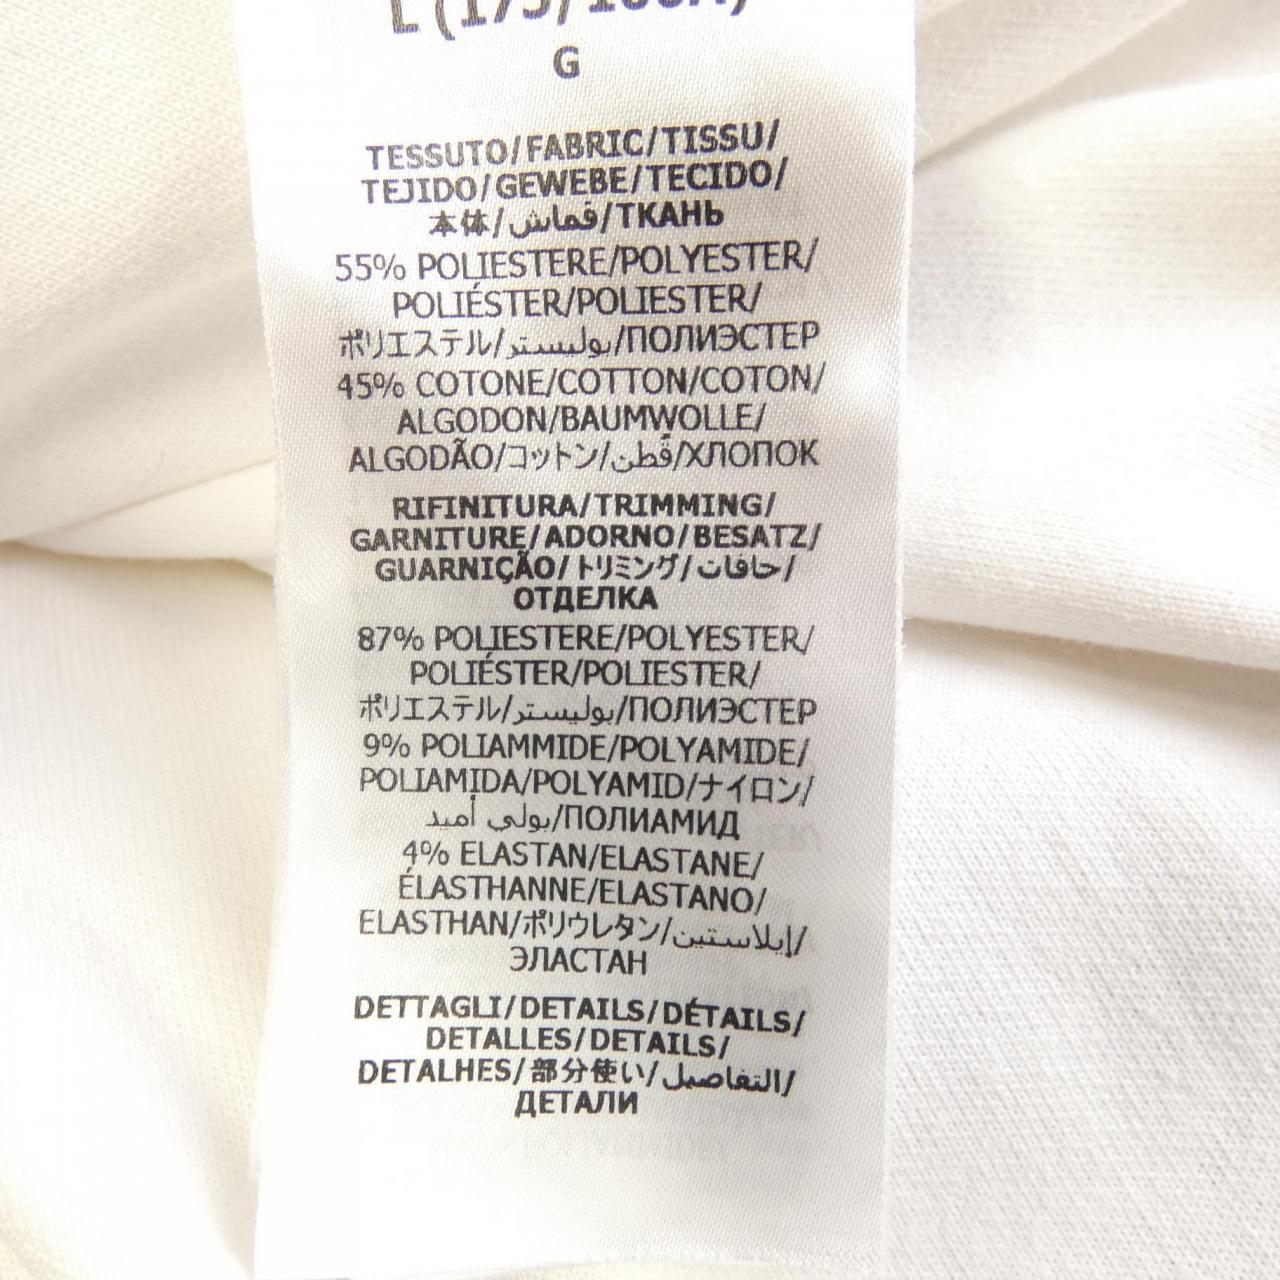 G
TESSUTO/FABRIC/TISSU/
TEJIDO/GEWEBE/TECIDO/
本体/قماش/ТКАНЬ
55% POLIESTERE/POLYESTER/
POLIÉSTER/POLIESTER/
ポリエステル/بوليستر/ПОЛИЭСТЕР
45% COTONE/COTTON/COTON/
ALGODON/BAUMWOLLE/
ALGODÃO/コットン/قطن/ХЛОПОК
RIFINITURA/TRIMMING/
GARNITURE/ADORNO/BESATZ/
GUARNIÇÃO/トリミング/حافات/
ОТДЕЛКА
87% POLIESTERE/POLYESTER/
POLIÉSTER/POLIESTER/
ポリエステル/بوليستر/ПОЛИЭСТЕР
9% POLIAMMIDE/POLYAMIDE/
POLIAMIDA/POLYAMID/ナイロン/
بولي أميد/ПОЛИАМИД
4% ELASTAN/ELASTANE/
ÉLASTHANNE/ELASTANO/
ELASTHAN/ポリウレタン/إيلاستين/
ЭЛАСТАН
DETTAGLI/DETAILS/DÉTAILS/
DETALLES/DETAILS/
DETALHES/部分使い/التفاصيل/
ДЕТАЛИ